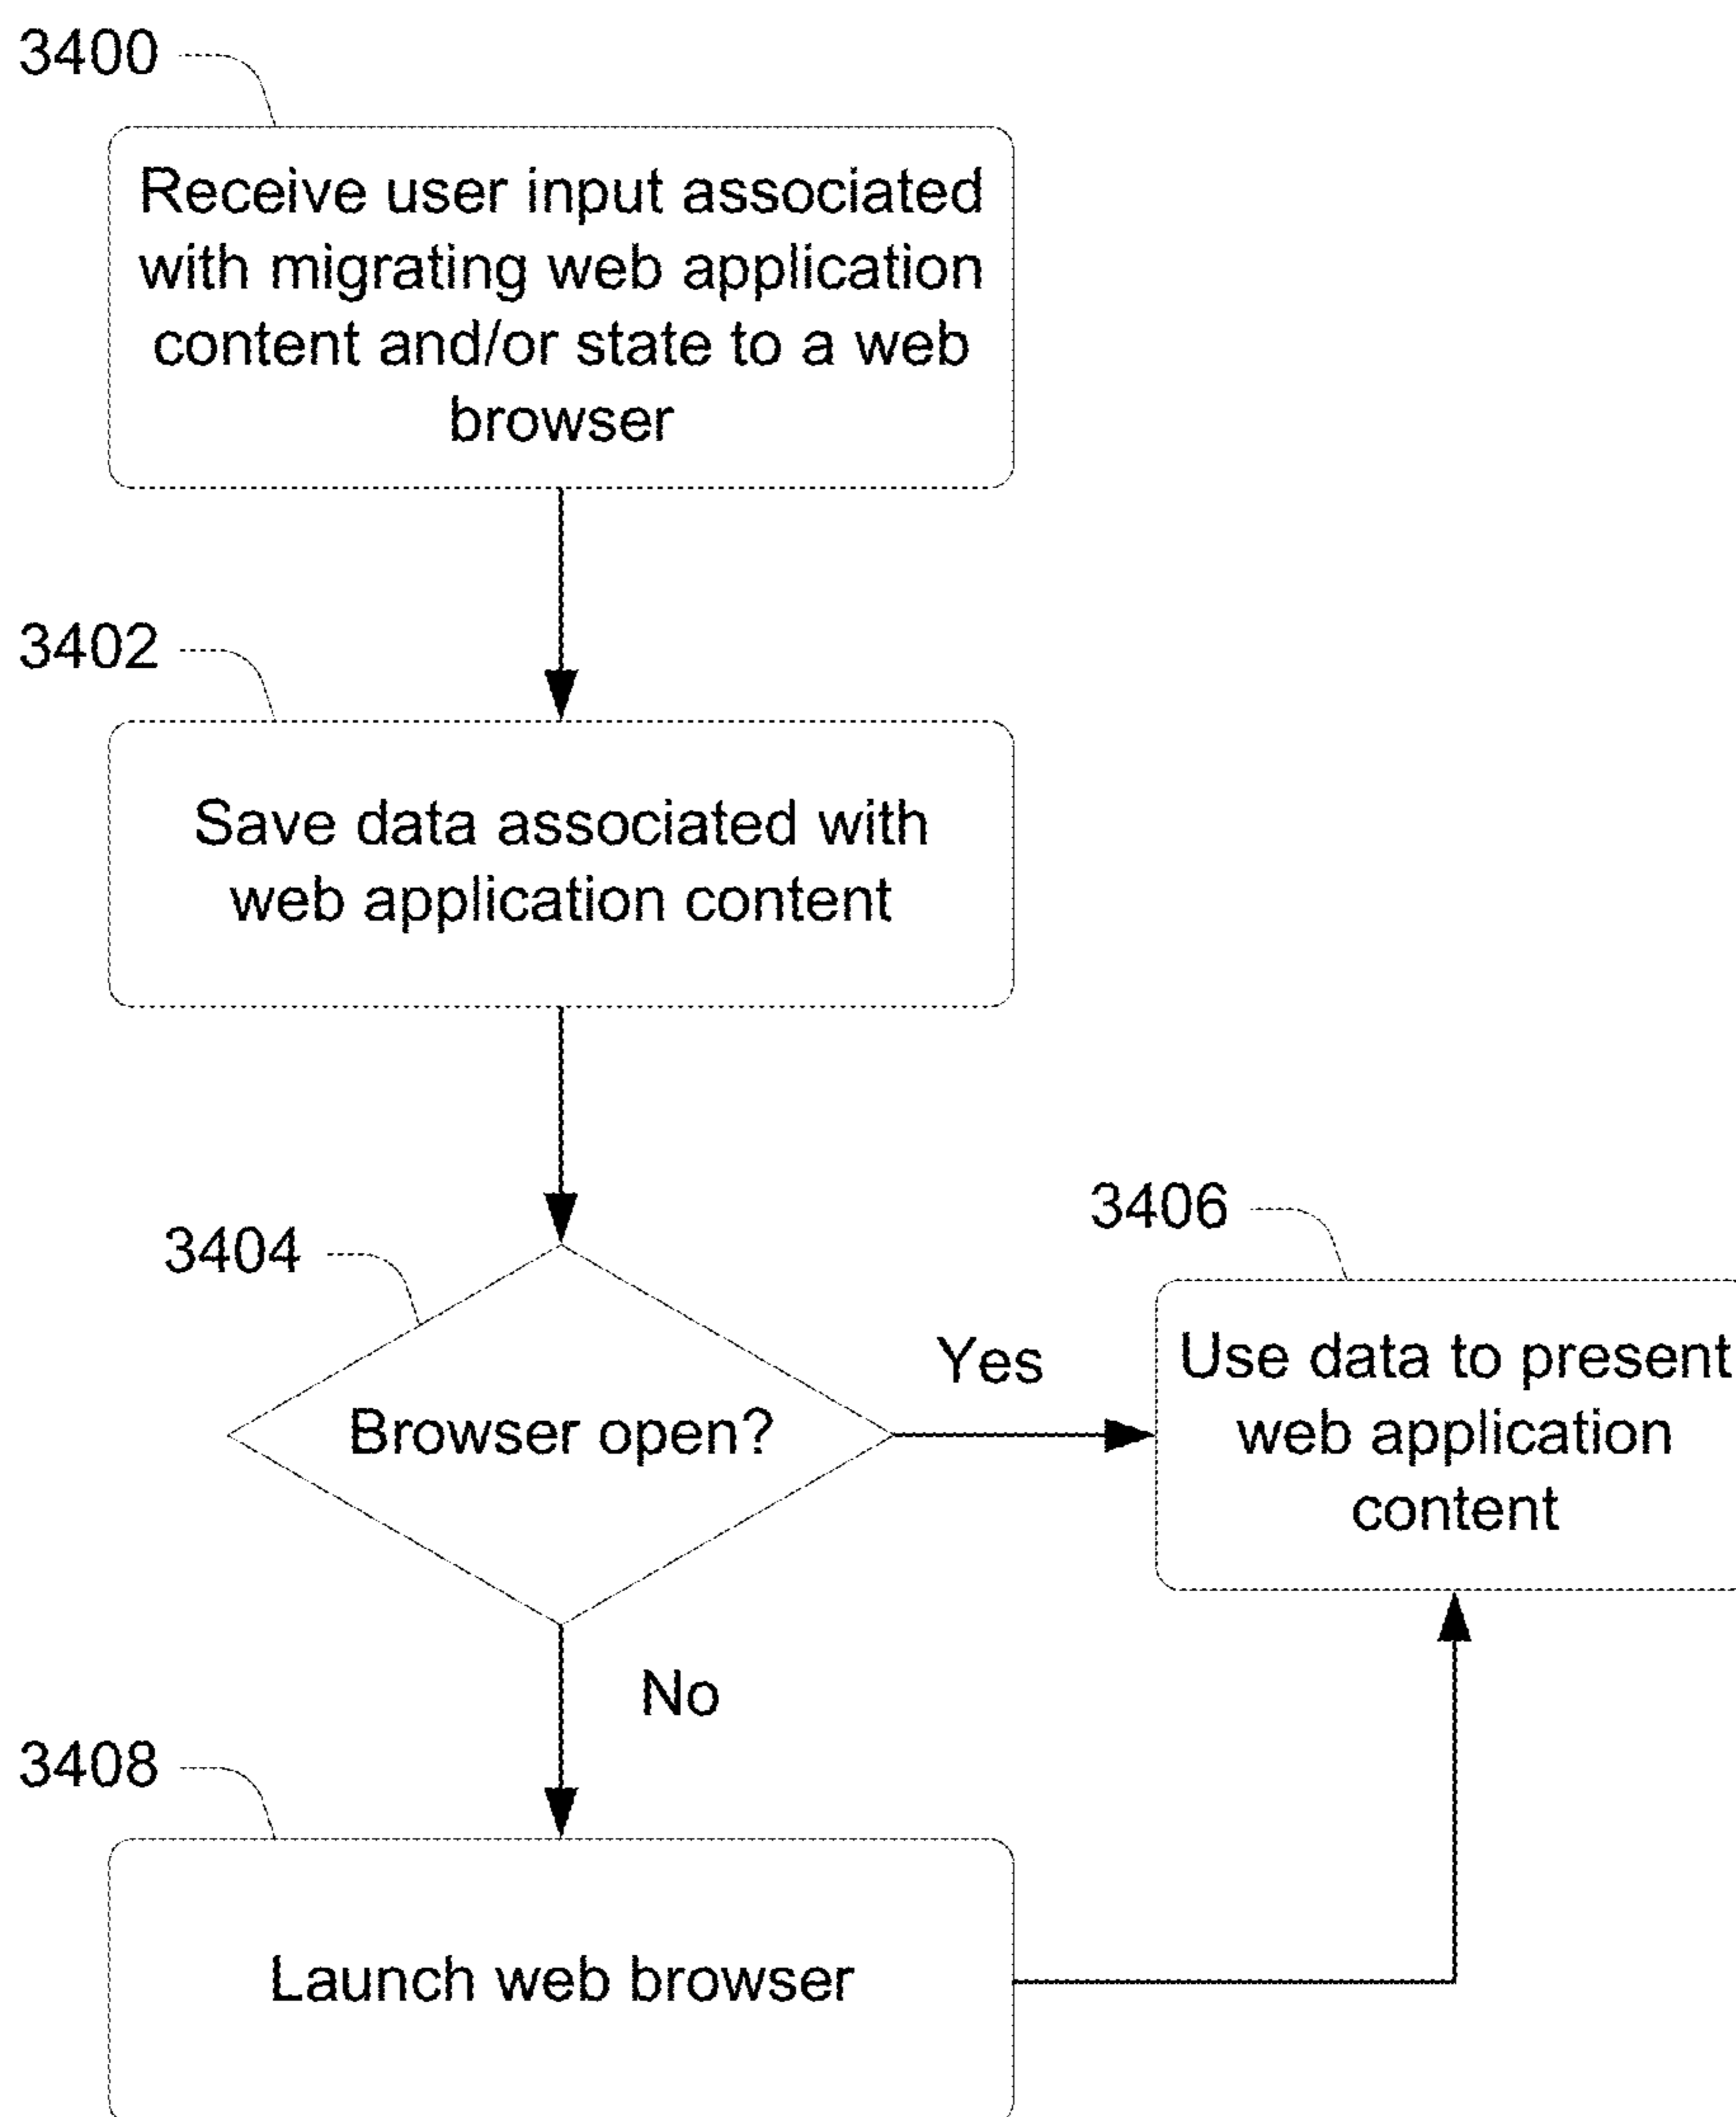 3400
Receive user input associated
with migrating web application
content and/or state to a web
browser
3402
Save data associated with
web application content
3404
Browser open?
Yes
3406
Use data to present
web application
content
No
3408
Launch web browser